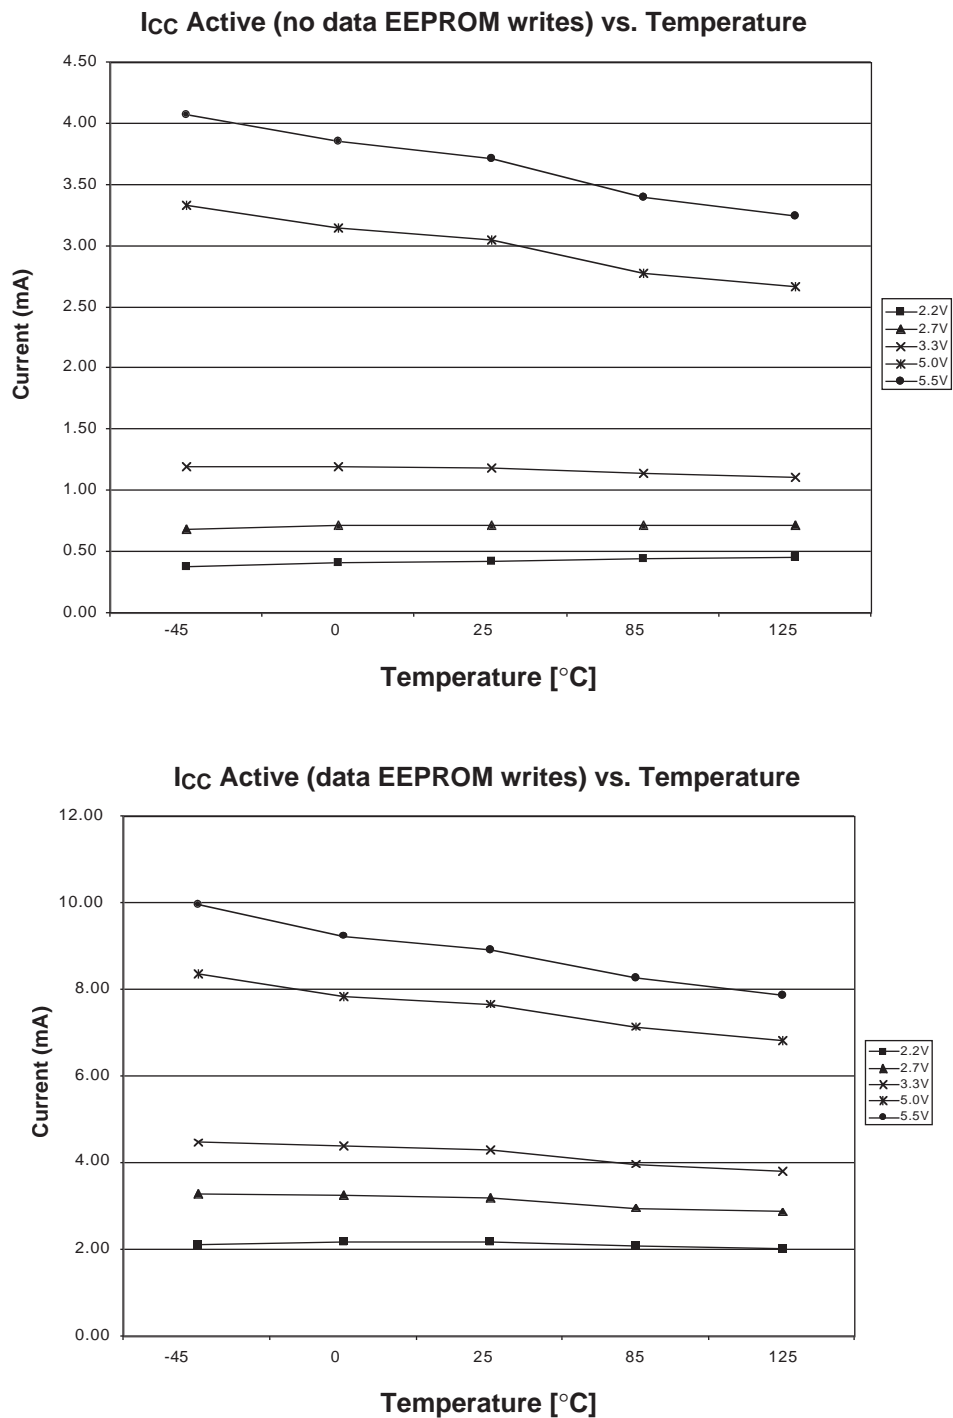 ICC Active (no data EEPROM writes) vs. Temperature
4.50
4.00
3.50
3.00
2.50
2.00
1.50
1.00
0.50
0.00
Current (mA)
-45 0 25 85 125
Temperature [°C]
2.2V
2.7V
3.3V
5.0V
5.5V
ICC Active (data EEPROM writes) vs. Temperature
12.00
10.00
8.00
6.00
4.00
2.00
0.00
Current (mA)
-45 0 25 85 125
Temperature [°C]
2.2V
2.7V
3.3V
5.0V
5.5V